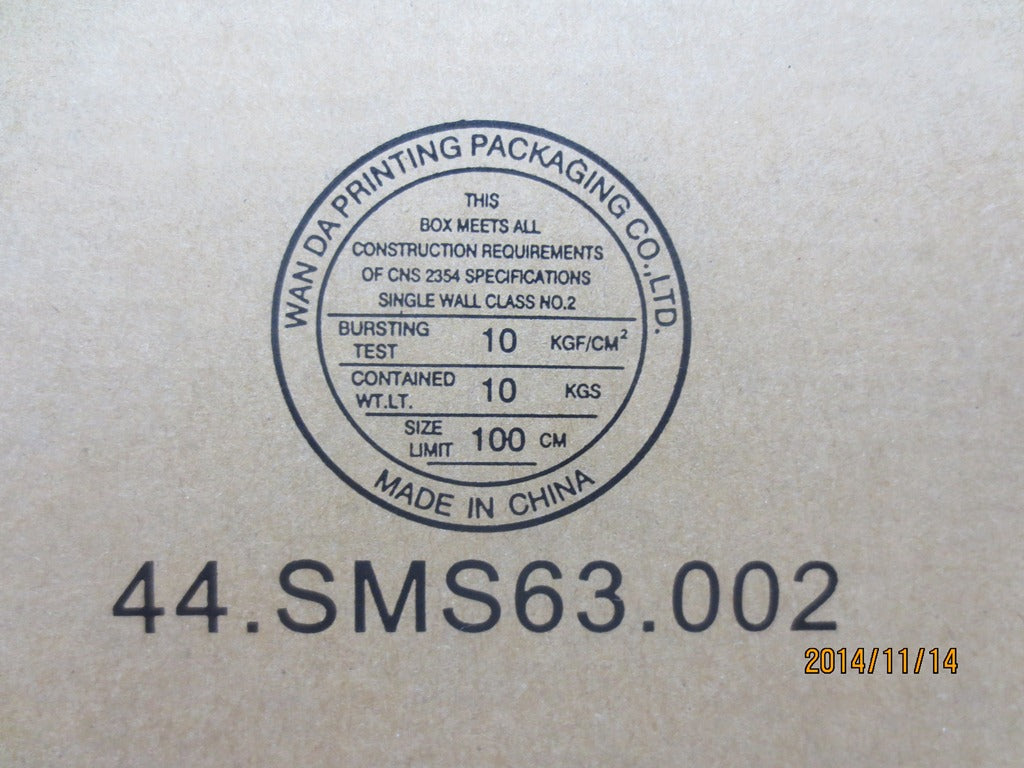 WAN DA PRINTING PACKAGING CO.,LTD.
THIS
BOX MEETS ALL
CONSTRUCTION REQUIREMENTS
OF CNS 2354 SPECIFICATIONS
SINGLE WALL CLASS NO.2
BURSTING TEST 10 KGF/CM²
CONTAINED WT.LT. 10 KGS
SIZE LIMIT 100 CM
MADE IN CHINA
44.SMS63.002
2014/11/14